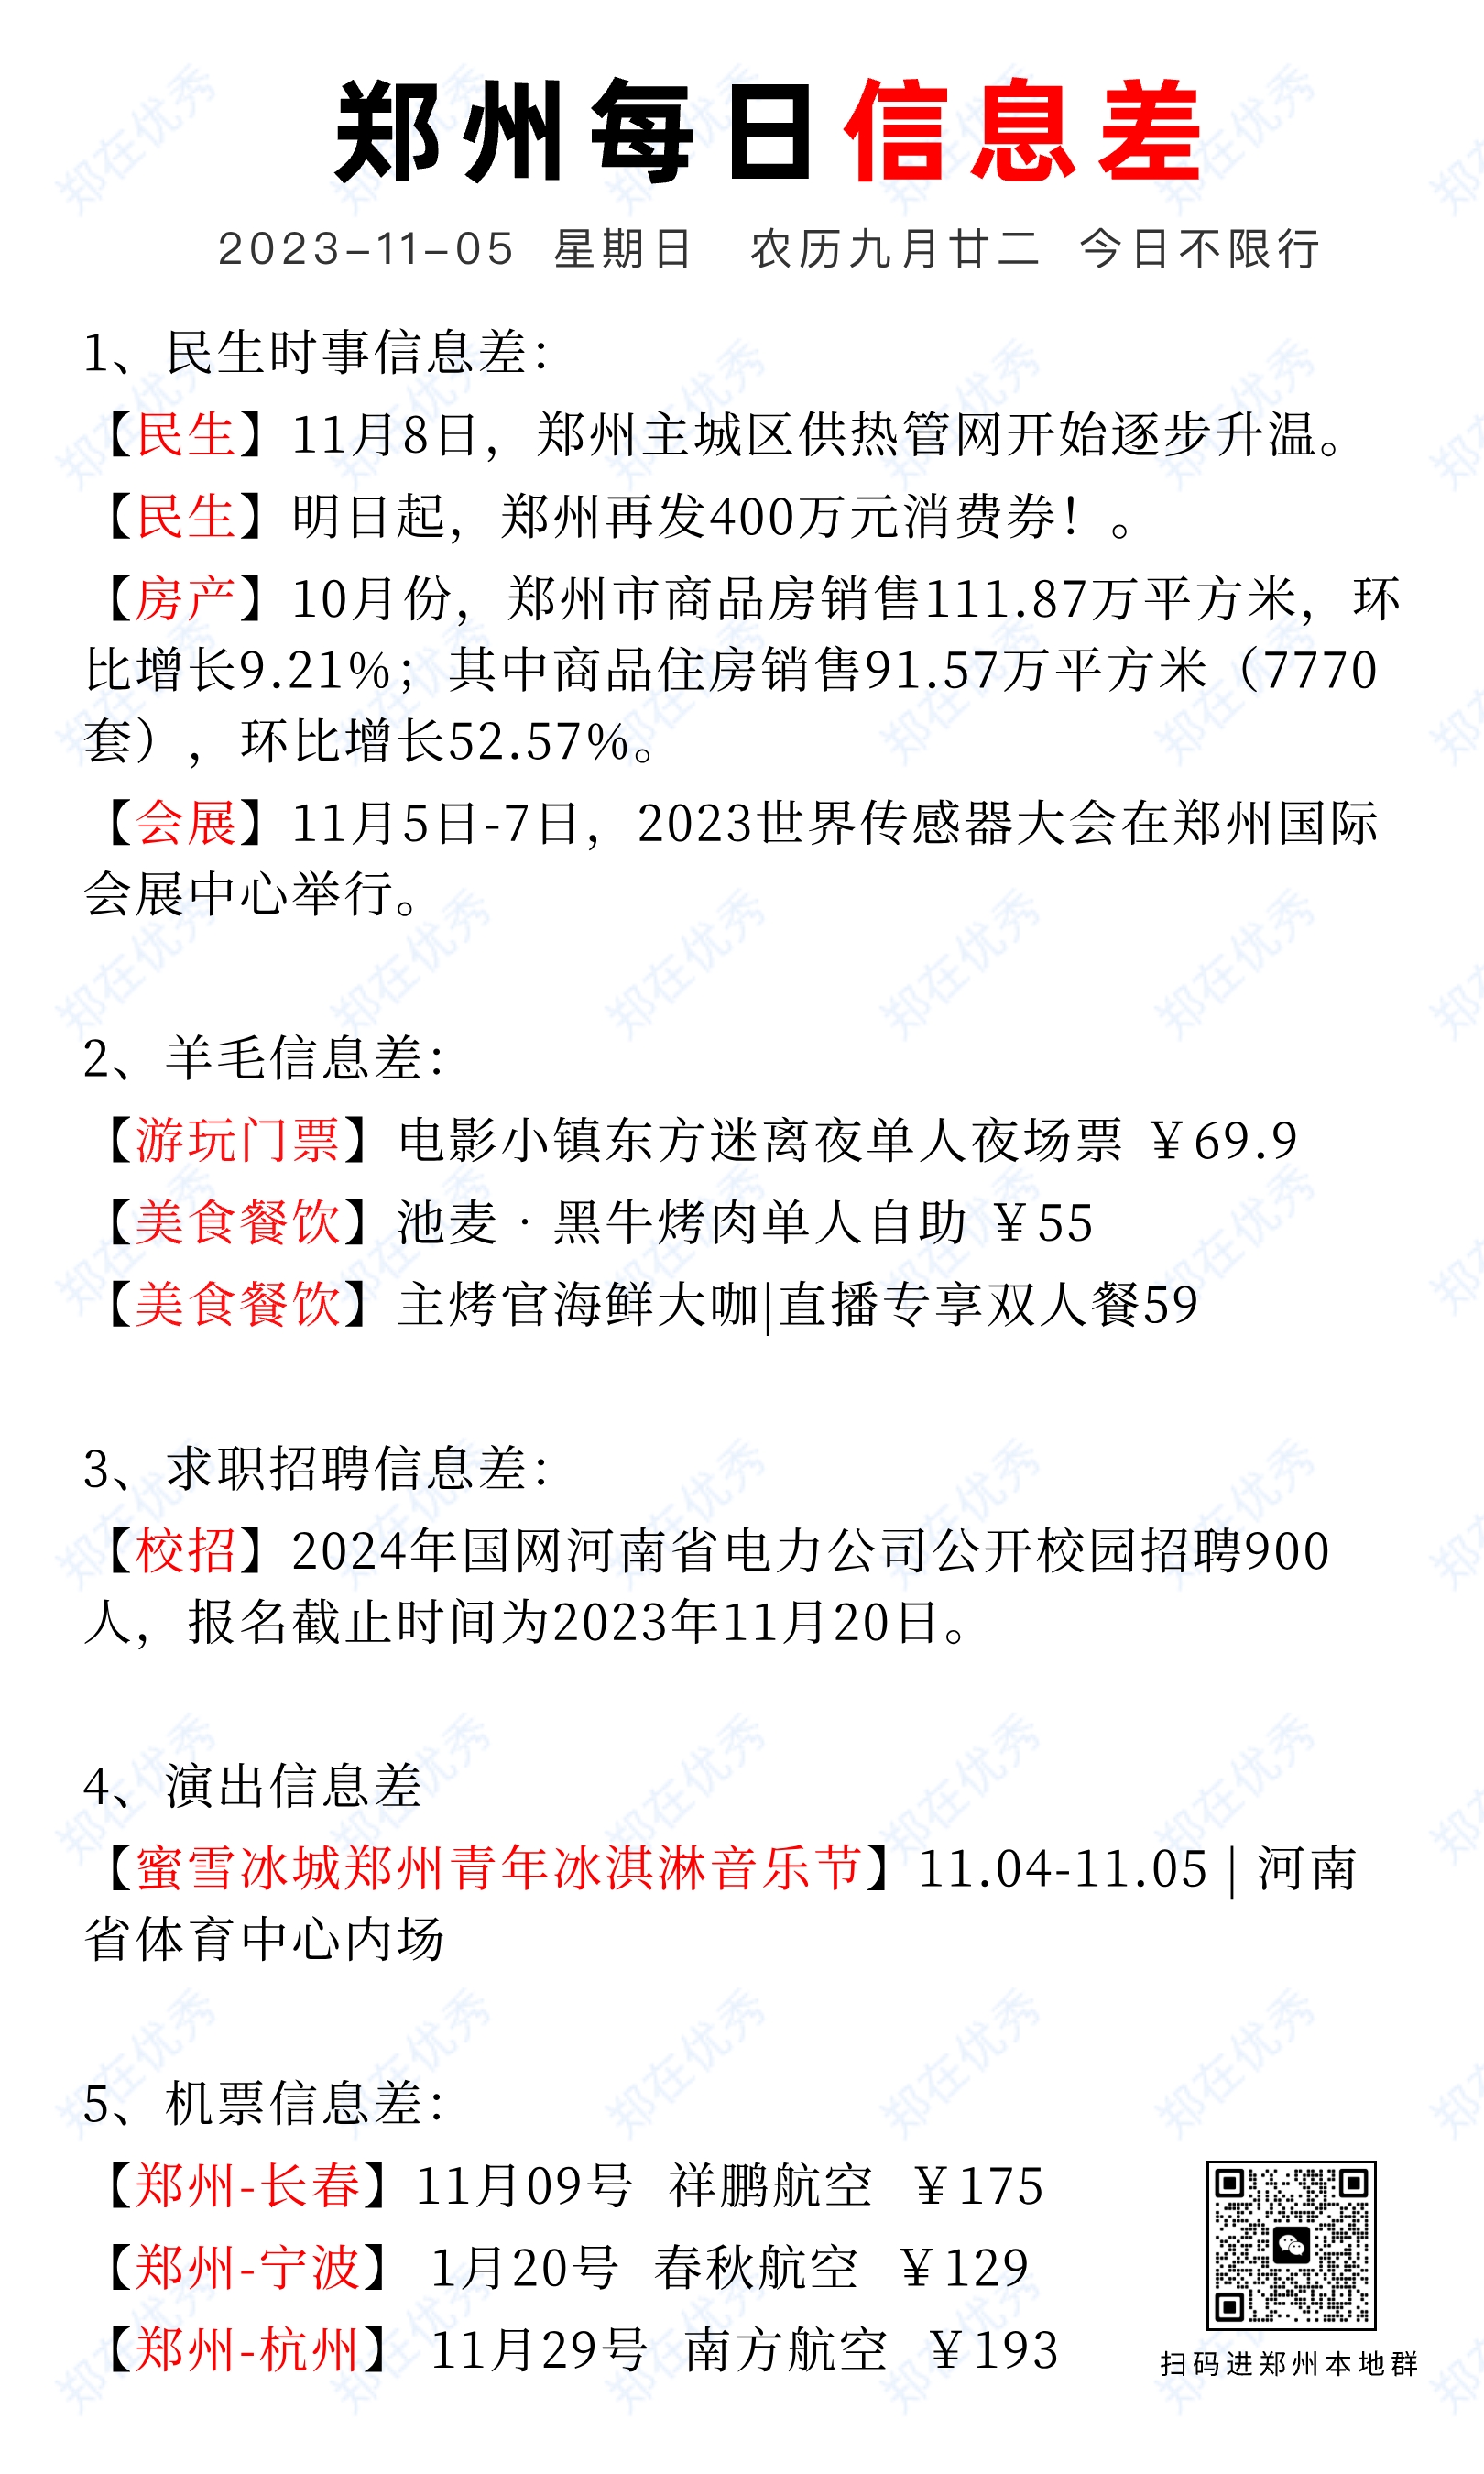 郑州每日信息差
2023-11-05 星期日 农历九月廿二 今日不限行
1、民生时事信息差：
【民生】11月8日，郑州主城区供热管网开始逐步升温。
【民生】明日起，郑州再发400万元消费券！。
【房产】10月份，郑州市商品房销售111.87万平方米，环
比增长9.21%；其中商品住房销售91.57万平方米（7770
套），环比增长52.57%。
【会展】11月5日-7日，2023世界传感器大会在郑州国际
会展中心举行。
2、羊毛信息差：
【游玩门票】电影小镇东方迷离夜单人夜场票 ￥69.9
【美食餐饮】池麦 · 黑牛烤肉单人自助 ￥55
【美食餐饮】主烤官海鲜大咖|直播专享双人餐59
3、求职招聘信息差：
【校招】2024年国网河南省电力公司公开校园招聘900
人，报名截止时间为2023年11月20日。
4、演出信息差
【蜜雪冰城郑州青年冰淇淋音乐节】11.04-11.05 | 河南
省体育中心内场
5、机票信息差：
【郑州-长春】11月09号 祥鹏航空 ￥175
【郑州-宁波】 1月20号 春秋航空 ￥129
【郑州-杭州】 11月29号 南方航空 ￥193
扫码进郑州本地群
郑在优秀